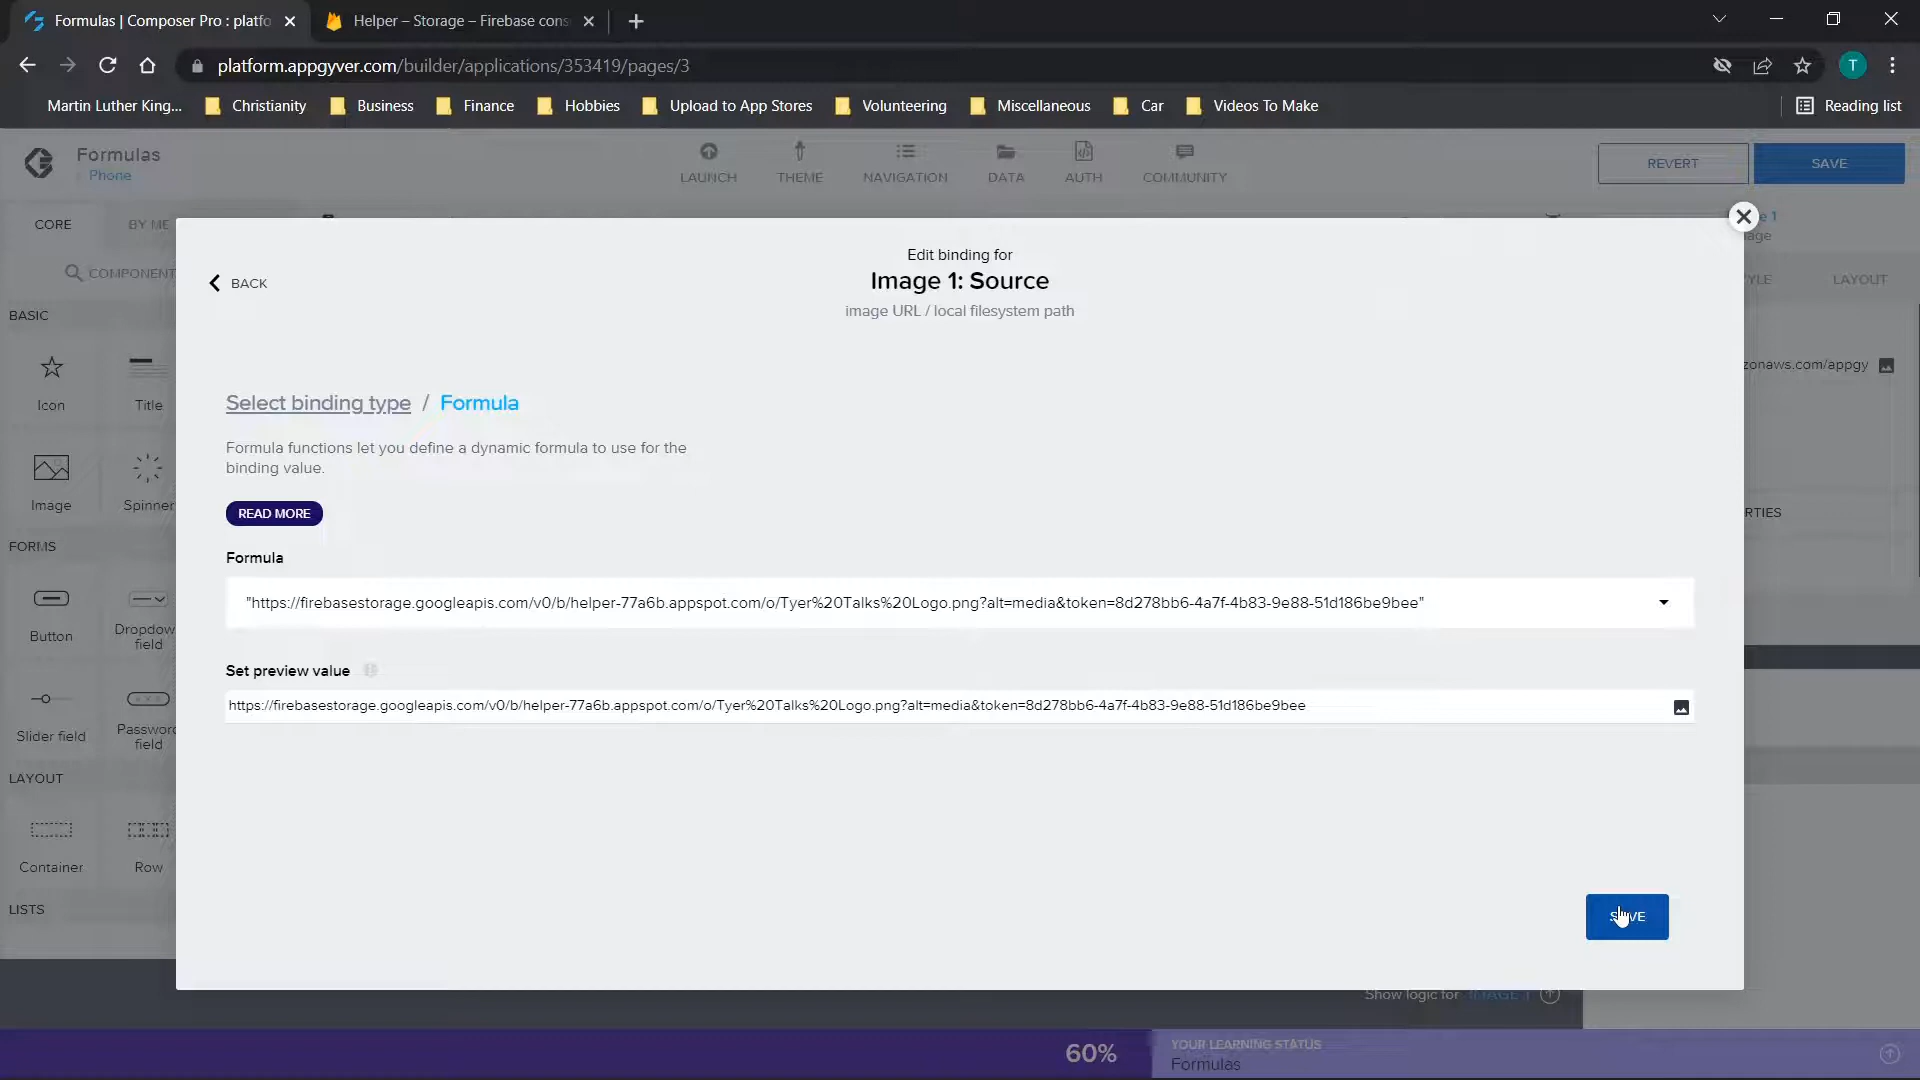 Formulas | Composer Pro : platfo
Helper – Storage – Firebase cons
platform.appgyver.com/builder/applications/353419/pages/3
T
Martin Luther King...
Christianity
Business
Finance
Hobbies
Upload to App Stores
Volunteering
Miscellaneous
Car
Videos To Make
Reading list
Formulas
Phone
LAUNCH
THEME
NAVIGATION
DATA
AUTH
COMMUNITY
REVERT
SAVE
CORE
BY ME
COMPONENT
BASIC
Icon
Title
Image
Spinner
FORMS
Button
Dropdow
field
Slider field
Password
field
LAYOUT
Container
Row
LISTS
BACK
Edit binding for
Image 1: Source
image URL / local filesystem path
Select binding type / Formula
Formula functions let you define a dynamic formula to use for the
binding value.
READ MORE
Formula
"https://firebasestorage.googleapis.com/v0/b/helper-77a6b.appspot.com/o/Tyer%20Talks%20Logo.png?alt=media&token=8d278bb6-4a7f-4b83-9e88-51d186be9bee"
Set preview value
https://firebasestorage.googleapis.com/v0/b/helper-77a6b.appspot.com/o/Tyer%20Talks%20Logo.png?alt=media&token=8d278bb6-4a7f-4b83-9e88-51d186be9bee
SAVE
e 1
age
YLE
LAYOUT
zonaws.com/appgy
RTIES
Show logic for IMAGE 1
60%
YOUR LEARNING STATUS
Formulas